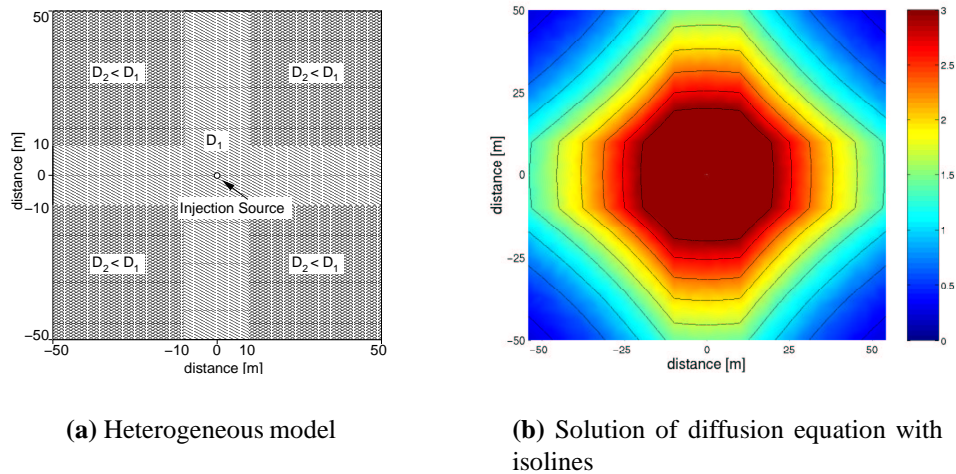 50
D2 < D1
D2 < D1
D1
distance [m]
10
0
−10
Injection Source
D2 < D1
D2 < D1
−50
−50
−10
0
10
50
distance [m]
(a) Heterogeneous model
50
25
0
−25
−50
distance [m]
−50
−25
0
25
50
distance [m]
3
2.5
2
1.5
1
0.5
0
(b) Solution of diffusion equation with
isolines